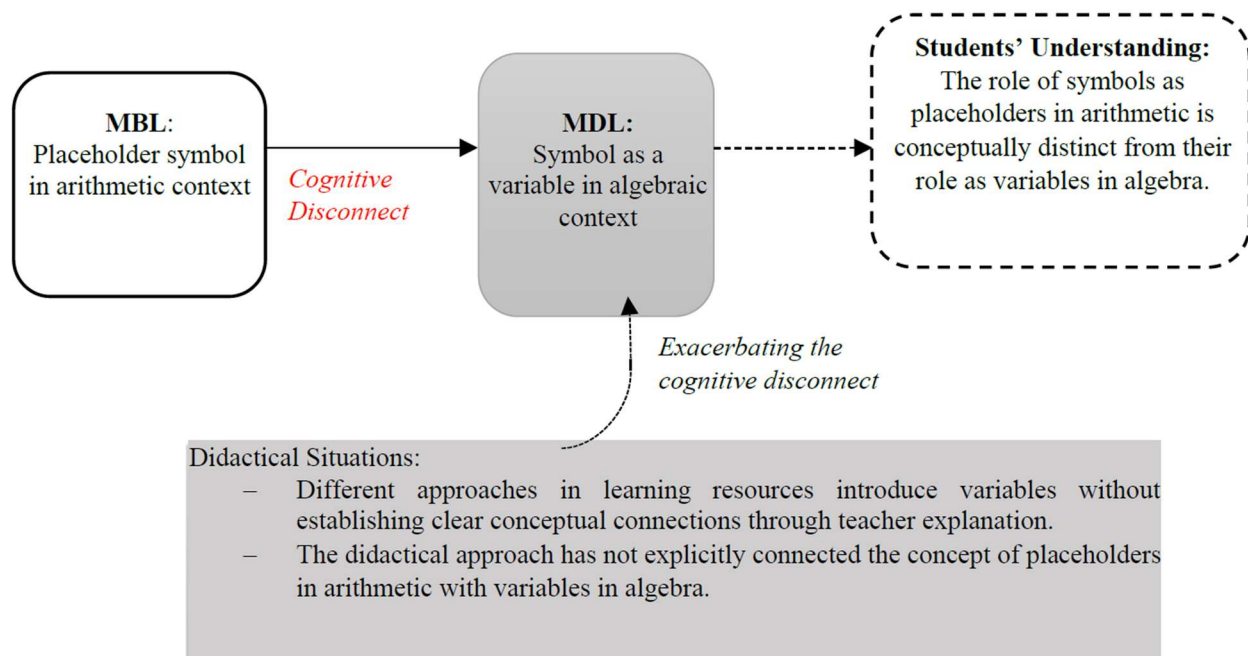 MBL:
Placeholder symbol
in arithmetic context
Cognitive
Disconnect
MDL:
Symbol as a
variable in algebraic
context
Students’ Understanding:
The role of symbols as
placeholders in arithmetic is
conceptually distinct from their
role as variables in algebra.
Exacerbating the
cognitive disconnect
Didactical Situations:
– Different approaches in learning resources introduce variables without
establishing clear conceptual connections through teacher explanation.
– The didactical approach has not explicitly connected the concept of placeholders
in arithmetic with variables in algebra.